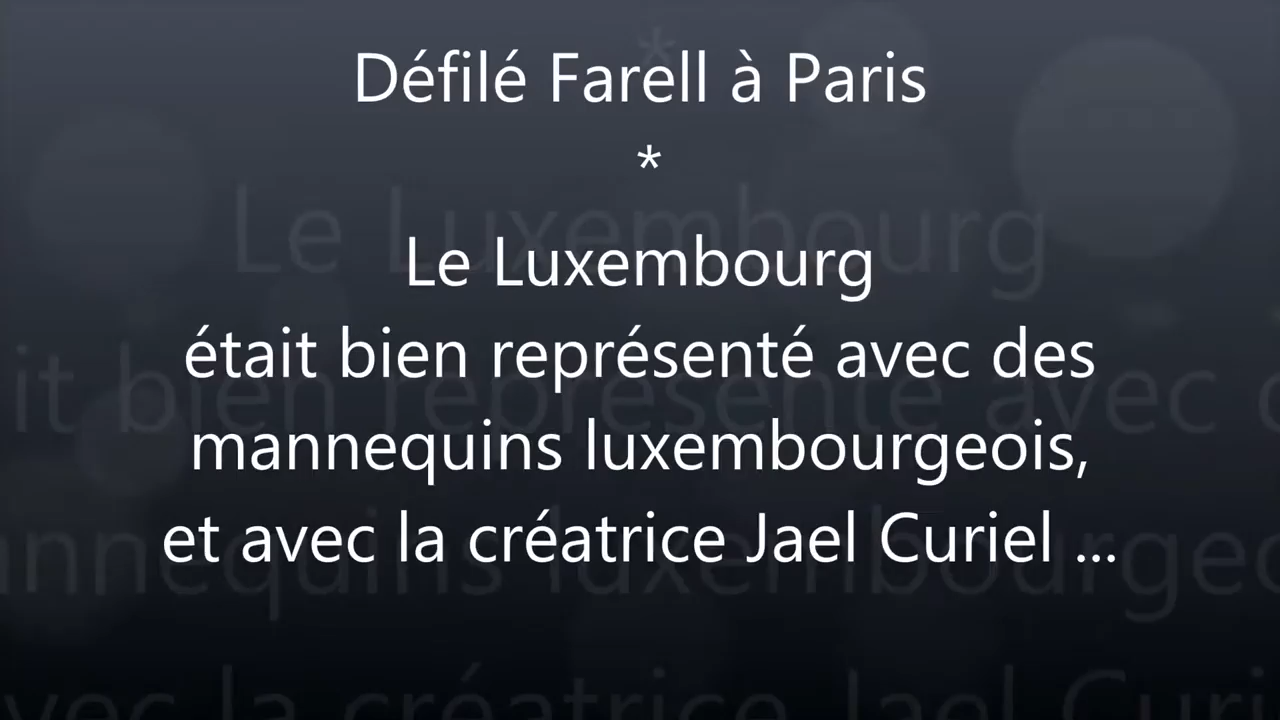 Défilé Farell à Paris
*
Le Luxembourg
était bien représenté avec des
mannequins luxembourgeois,
et avec la créatrice Jael Curiel ...